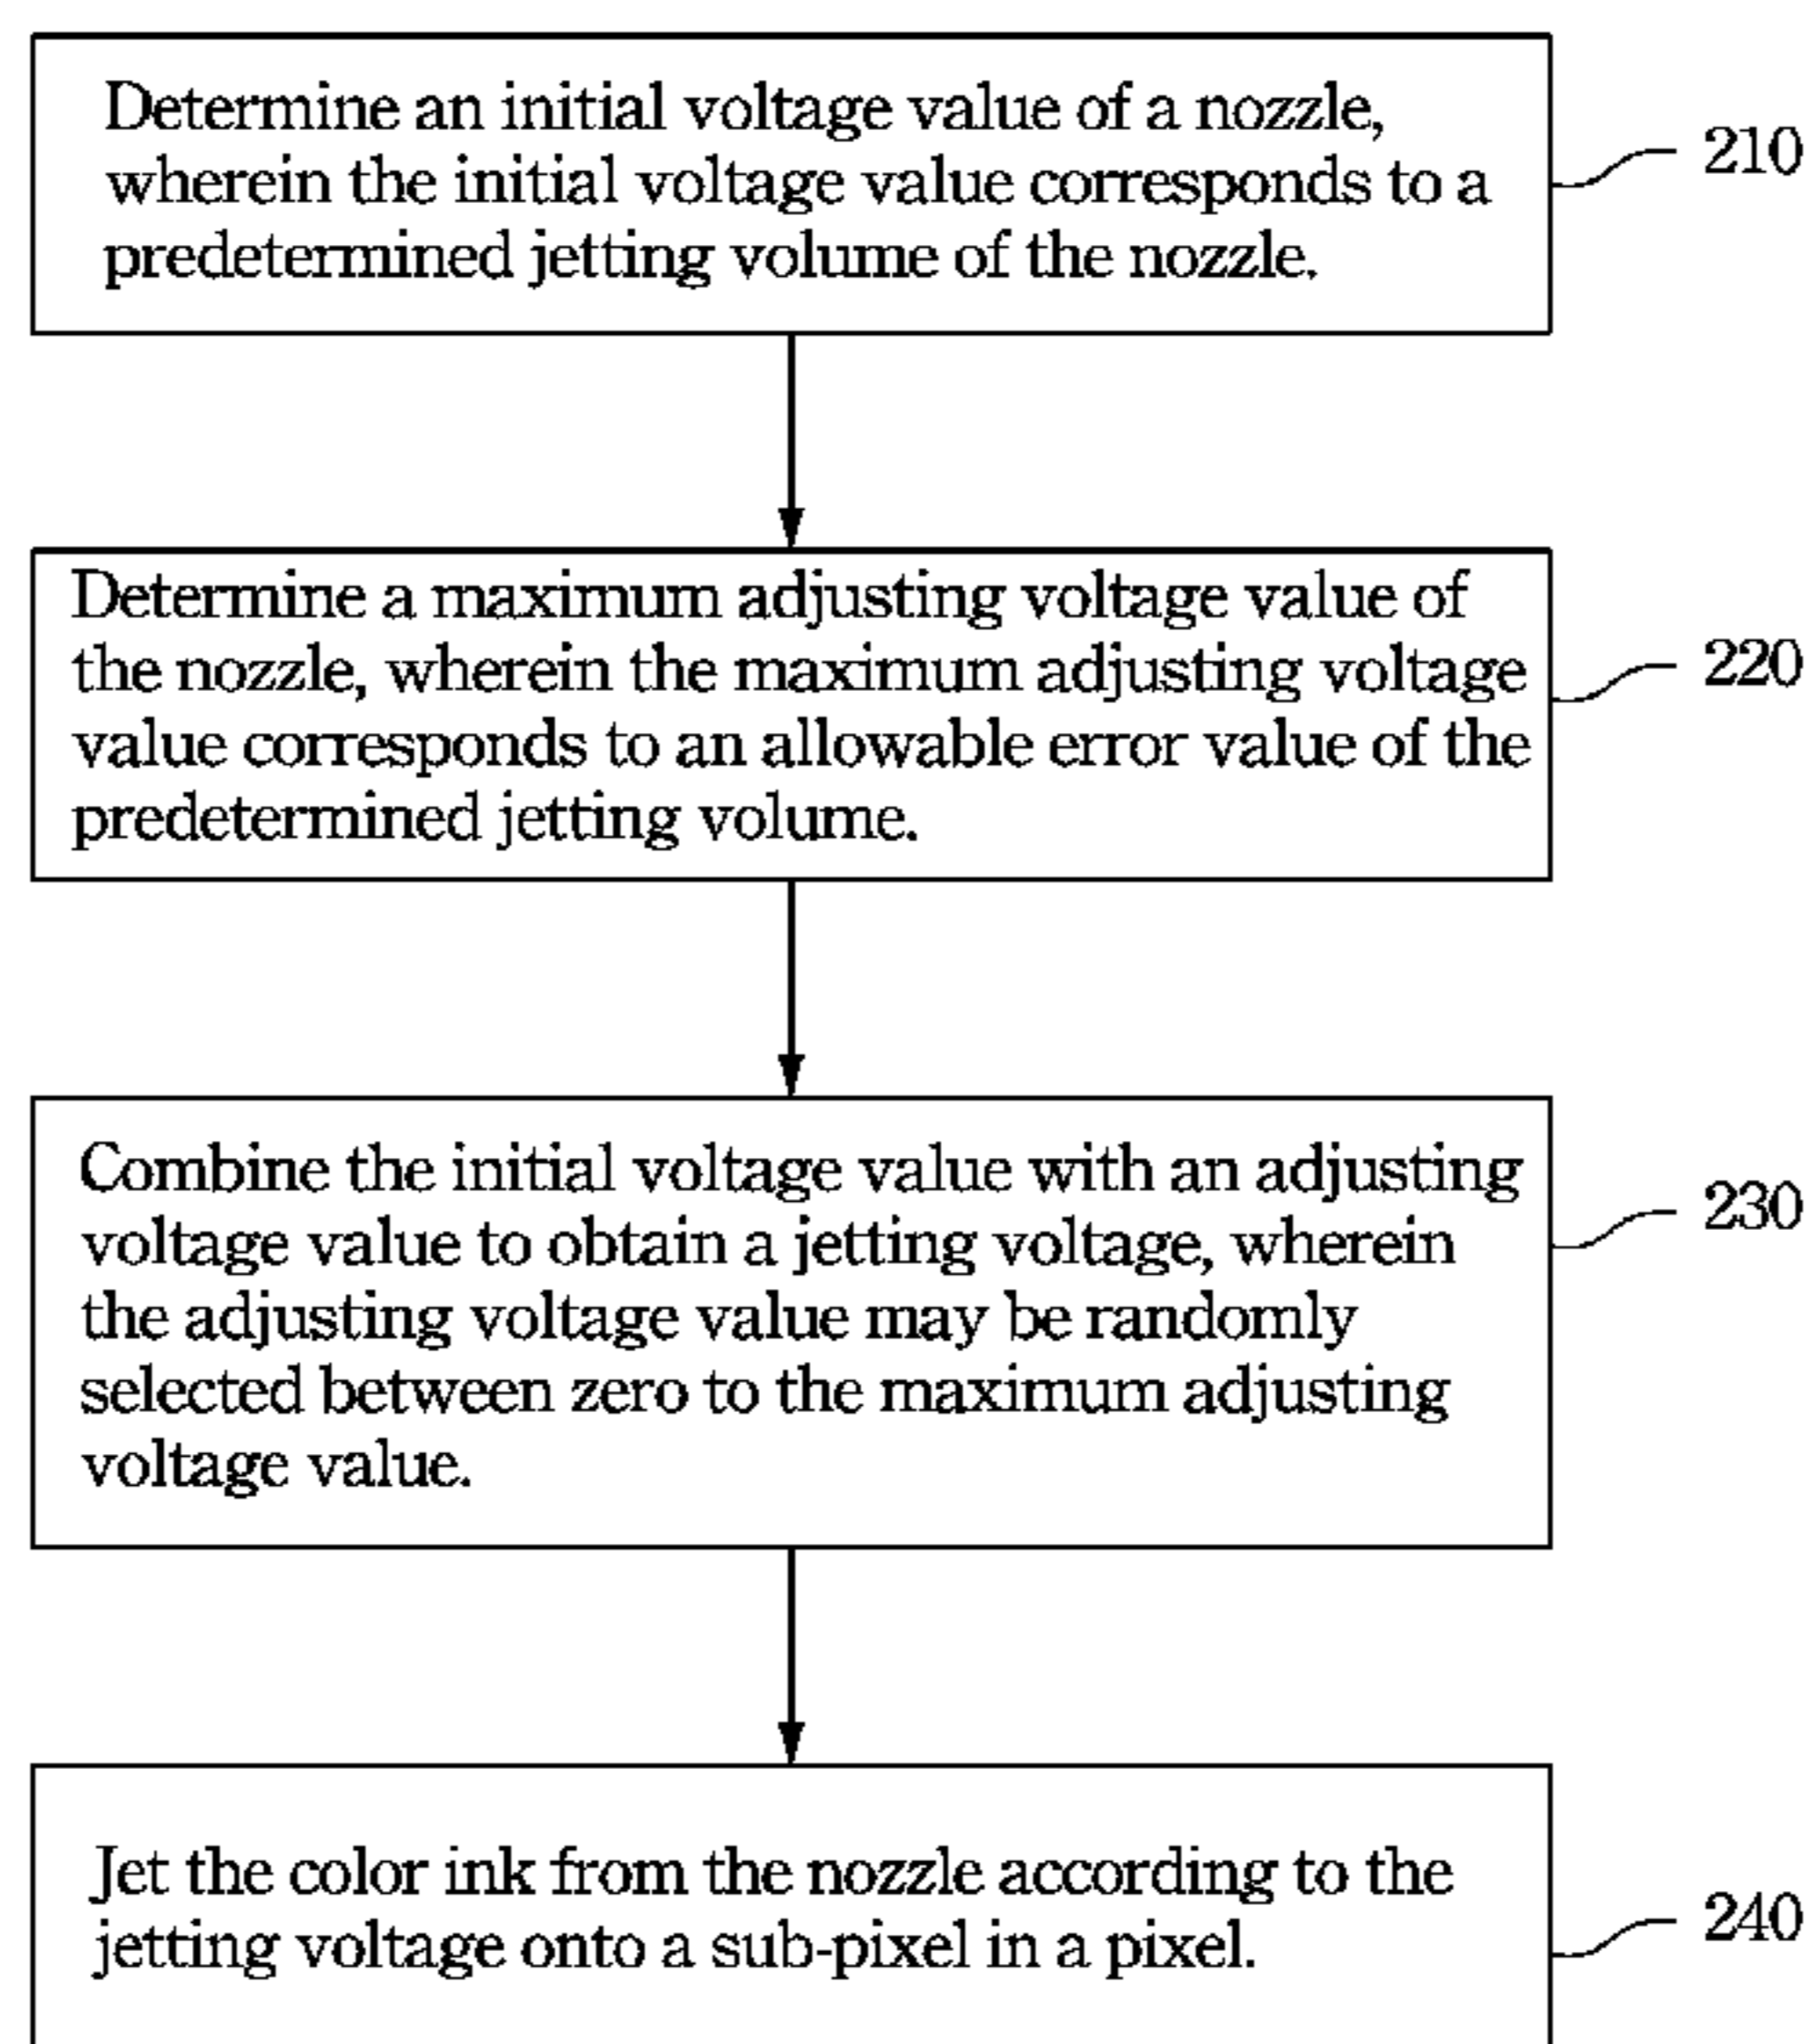 Determine an initial voltage value of a nozzle,
wherein the initial voltage value corresponds to a
predetermined jetting volume of the nozzle.
210
Determine a maximum adjusting voltage value of
the nozzle, wherein the maximum adjusting voltage
value corresponds to an allowable error value of the
predetermined jetting volume.
220
Combine the initial voltage value with an adjusting
voltage value to obtain a jetting voltage, wherein
the adjusting voltage value may be randomly
selected between zero to the maximum adjusting
voltage value.
230
Jet the color ink from the nozzle according to the
jetting voltage onto a sub-pixel in a pixel.
240